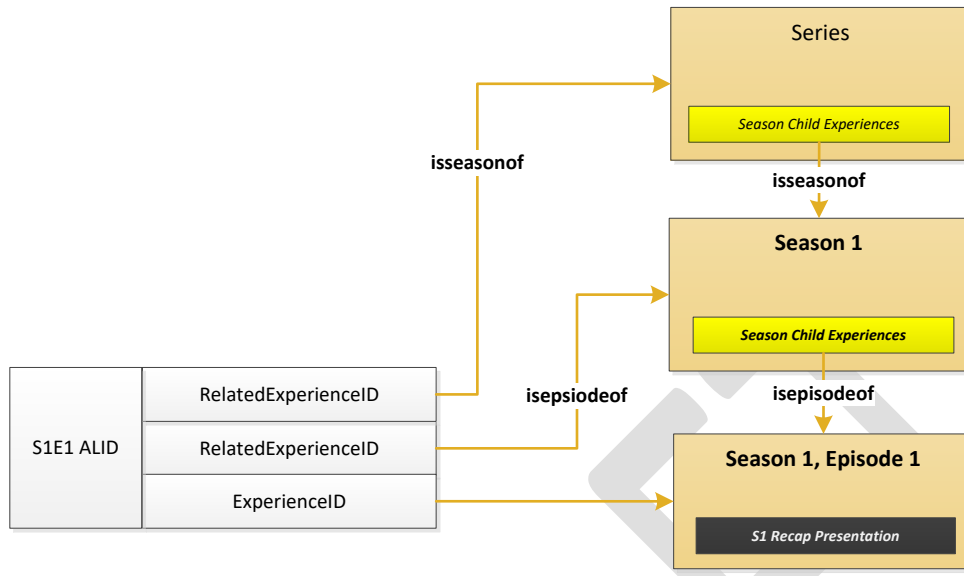 Series
Season Child Experiences
isseasonof
isseasonof
Season 1
Season Child Experiences
RelatedExperienceID
isepsiodeof
isepisodeof
S1E1 ALID
RelatedExperienceID
Season 1, Episode 1
ExperienceID
S1 Recap Presentation